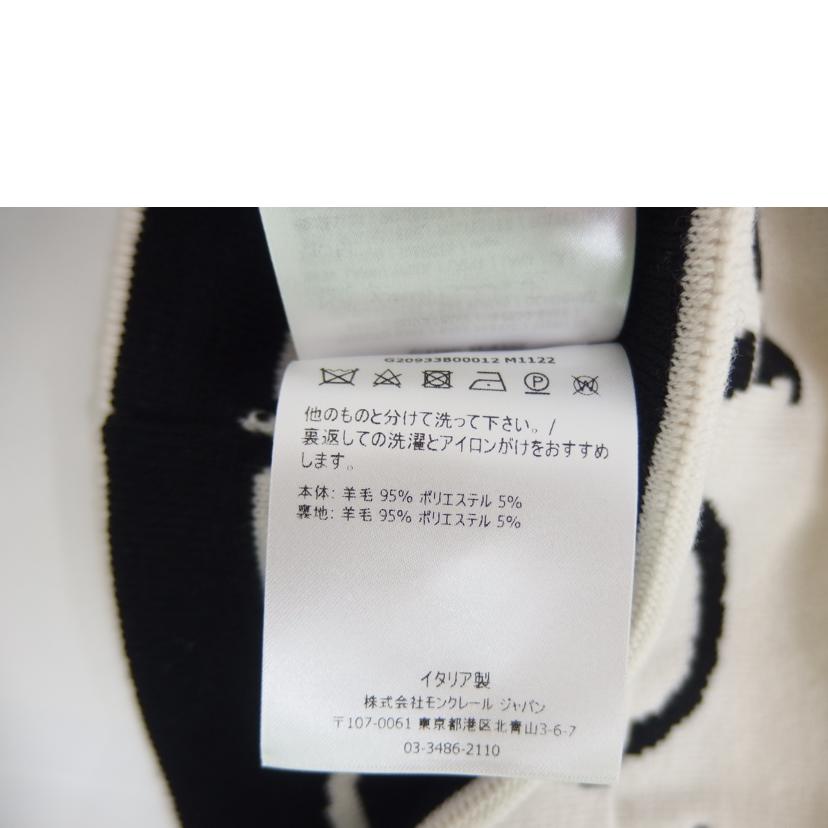 G20933B00012 M1122
他のものと分けて洗って下さい。/
裏返しての洗濯とアイロンがけをおすすめ
します。
本体: 羊毛 95% ポリエステル 5%
裏地: 羊毛 95% ポリエステル 5%
イタリア製
株式会社モンクレール ジャパン
〒107-0061 東京都港区北青山3-6-7
03-3486-2110